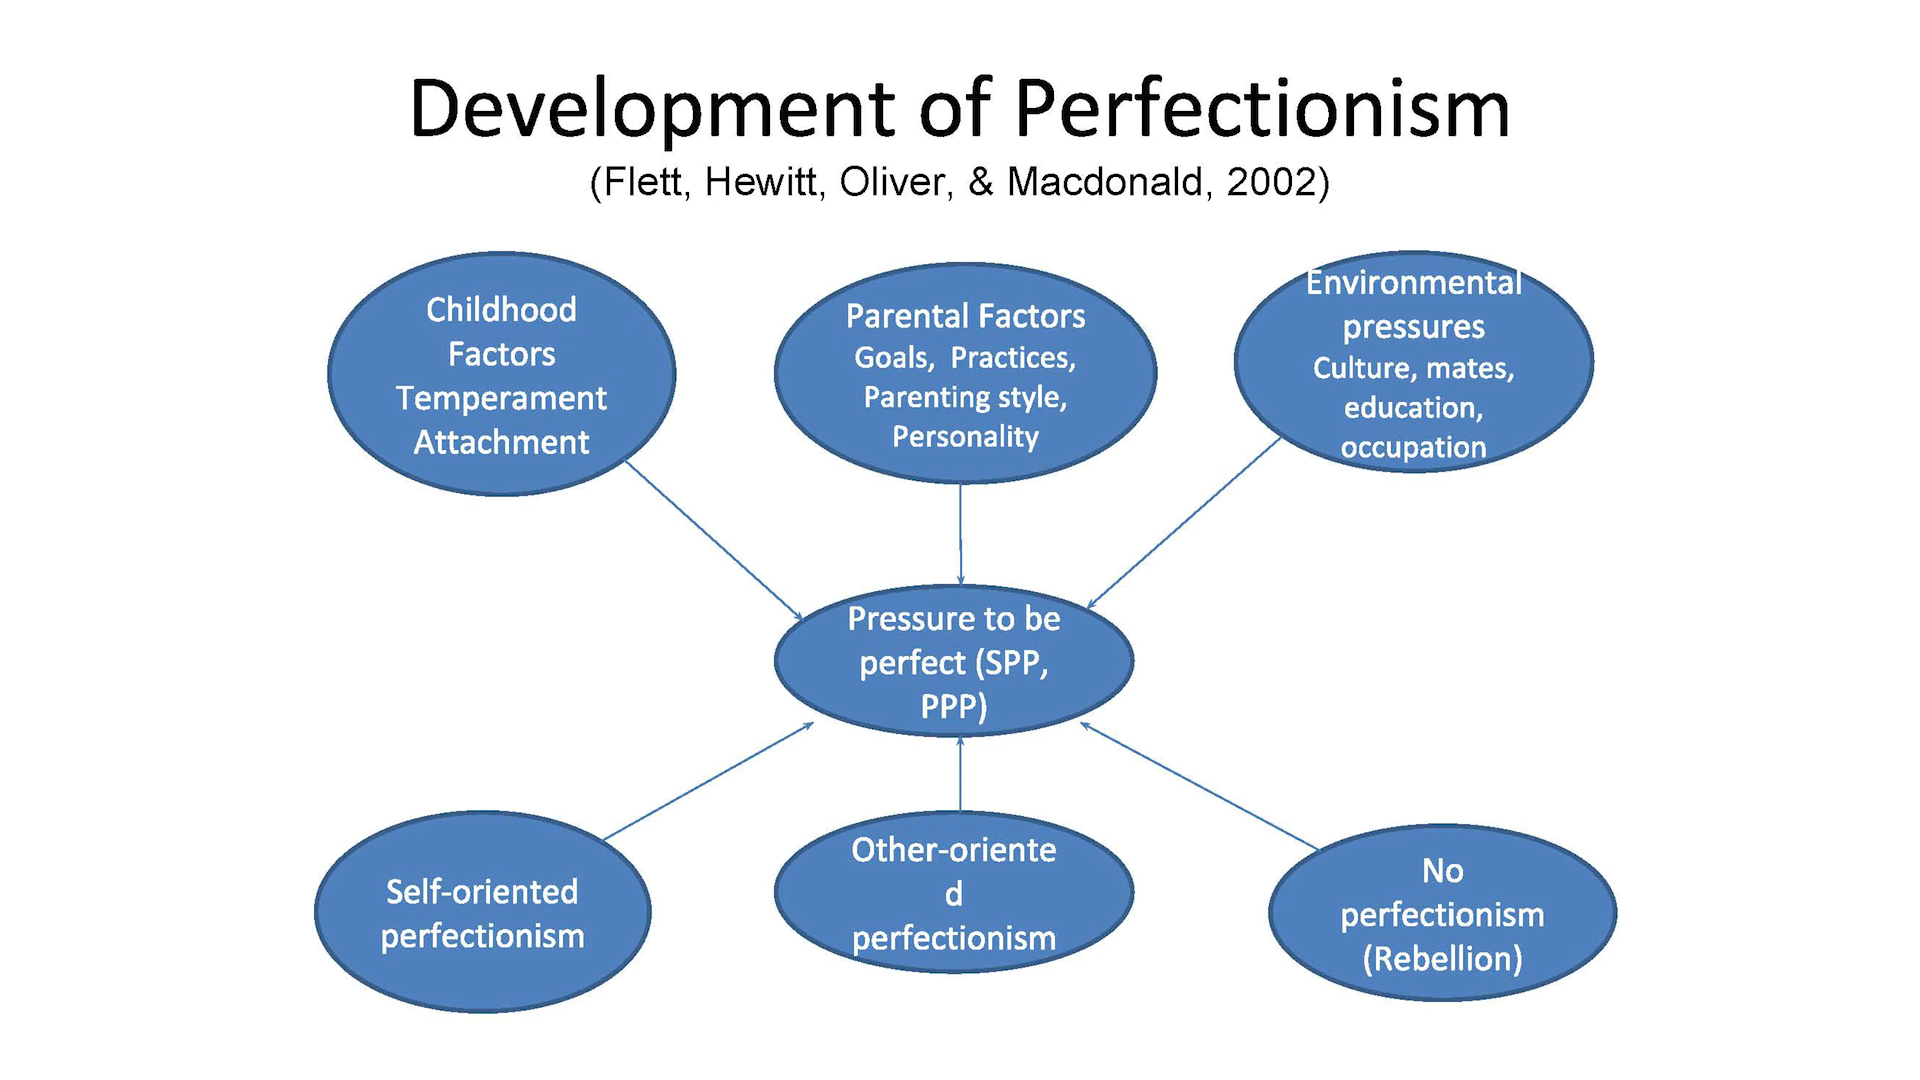 Development of Perfectionism
(Flett, Hewitt, Oliver, & Macdonald, 2002)
Childhood
Factors
Temperament
Attachment
Parental Factors
Goals, Practices,
Parenting style,
Personality
Environmental
pressures
Culture, mates,
education,
occupation
Pressure to be
perfect (SPP,
PPP)
Self-oriented
perfectionism
Other-oriente
d
perfectionism
No
perfectionism
(Rebellion)